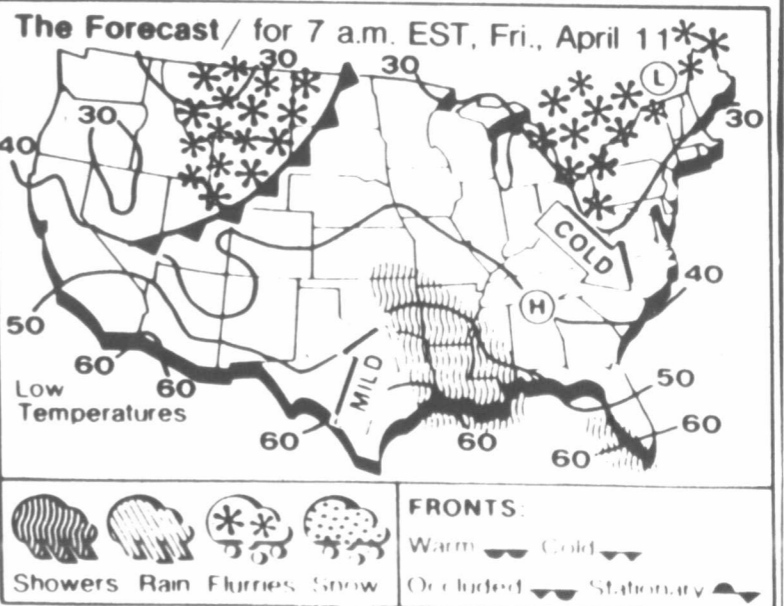 The Forecast / for 7 a.m. EST, Fri., April 11
30
30
30
40
30
L
COLD
H
40
50
60
60
MILD
50
60
60
60
60
Low
Temperatures
FRONTS:
Warm Cold
Showers Rain Flurries Snow
Occluded Stationary